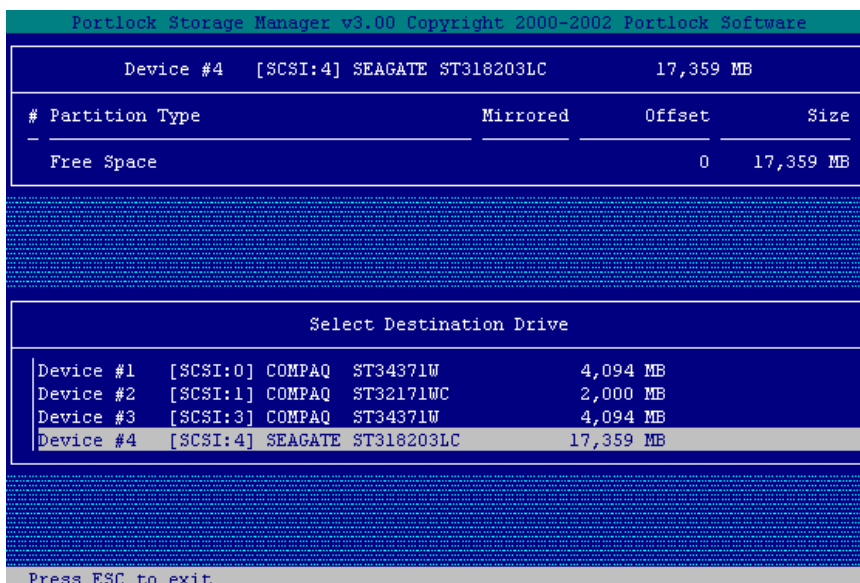 Portlock Storage Manager v3.00 Copyright 2000-2002 Portlock Software
Device #4 [SCSI:4] SEAGATE ST318203LC 17,359 MB
# Partition Type Mirrored Offset Size
Free Space 0 17,359 MB
Select Destination Drive
Device #1 [SCSI:0] COMPAQ ST34371W 4,094 MB
Device #2 [SCSI:1] COMPAQ ST32171WC 2,000 MB
Device #3 [SCSI:3] COMPAQ ST34371W 4,094 MB
Device #4 [SCSI:4] SEAGATE ST318203LC 17,359 MB
Press ESC to exit